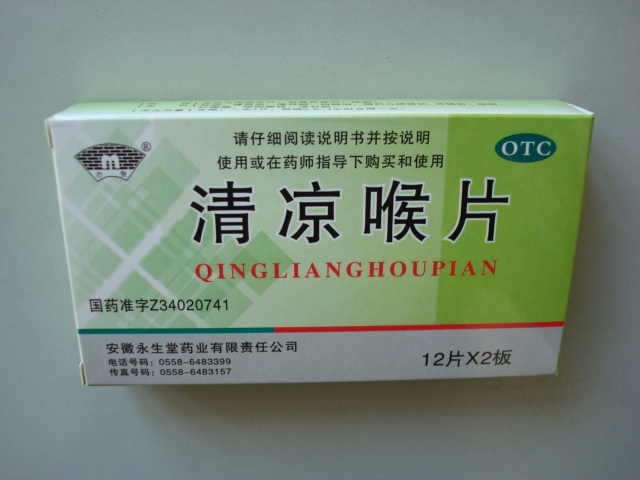 请仔细阅读说明书并按说明
使用或在药师指导下购买和使用
OTC
清凉喉片
QINGLIANGHOUPIAN
国药准字Z34020741
安徽永生堂药业有限责任公司
电话号码：0558-6483399
传真号码：0558-6483157
12片X2板